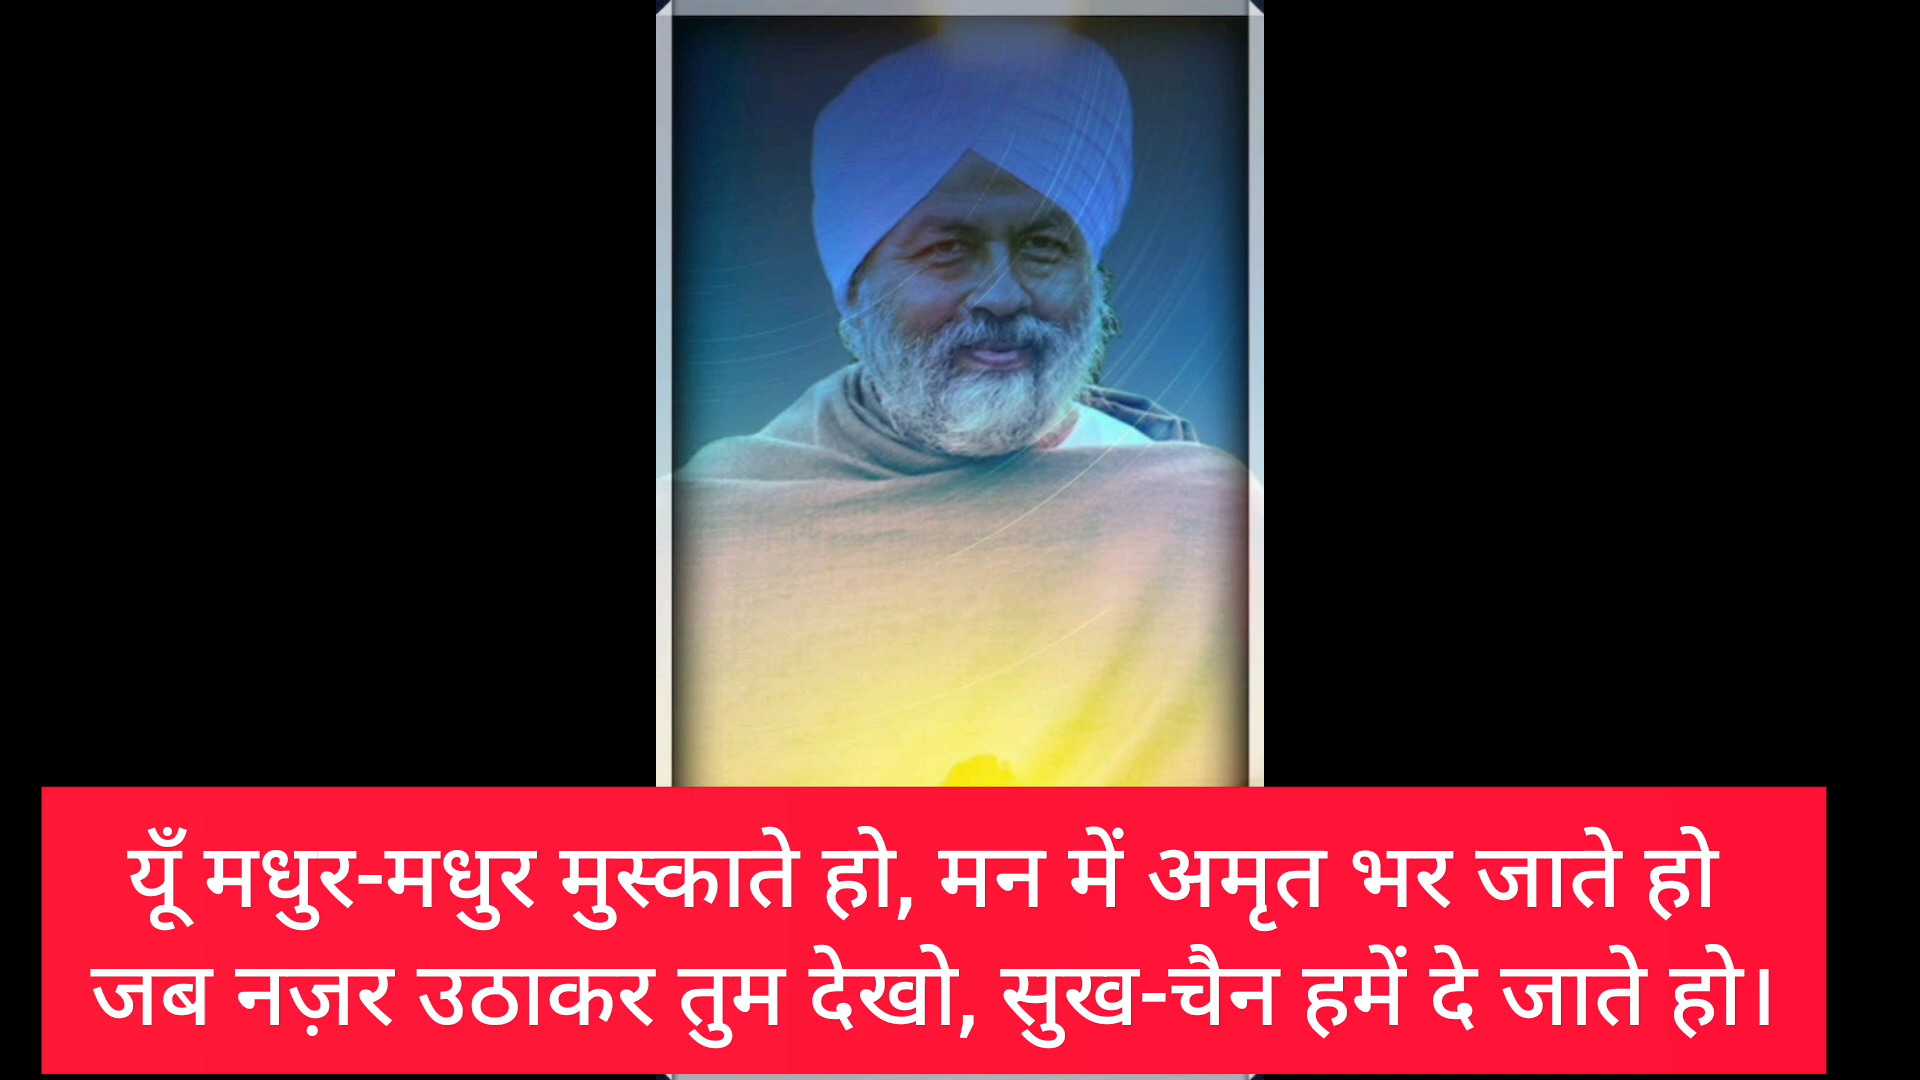 यूँ मधुर-मधुर मुस्काते हो, मन में अमृत भर जाते हो
जब नज़र उठाकर तुम देखो, सुख-चैन हमें दे जाते हो।